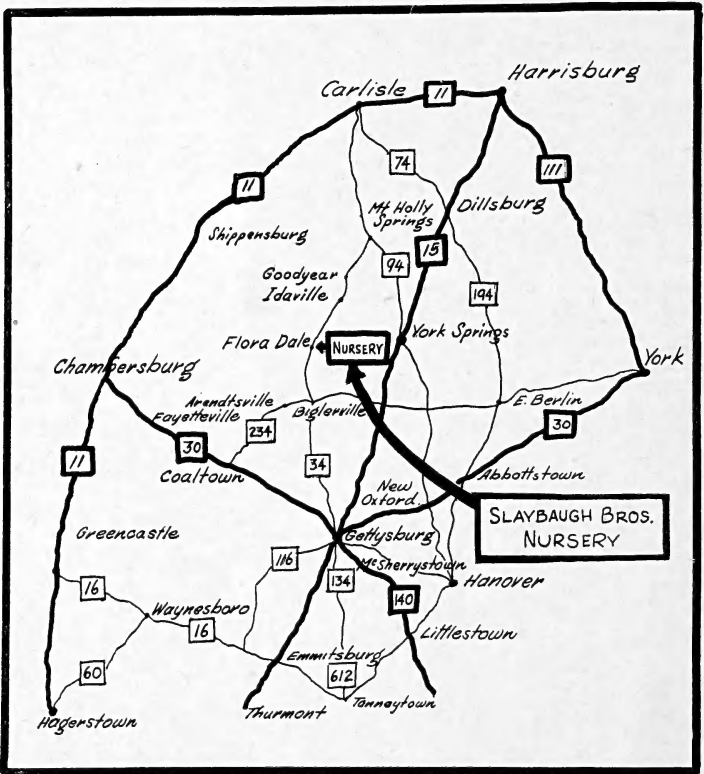 Harrisburg
Carlisle
11
111
11
74
Mt Holly
Springs
Dillsburg
Shippensburg
15
94
Goodyear
Idaville
194
Flora Dale
NURSERY
York Springs
York
Chambersburg
Arendtsville
Fayetteville
Biglerville
E. Berlin
234
30
30
11
34
Coaltown
Abbottstown
New
Oxford.
SLAYBAUGH BROS.
NURSERY
Greencastle
Gettysburg
116
McSherrystown
134
Hanover
16
140
Waynesboro
16
Littlestown
Emmitsburg
60
612
Tanneytown
Hagerstown
Thurmont